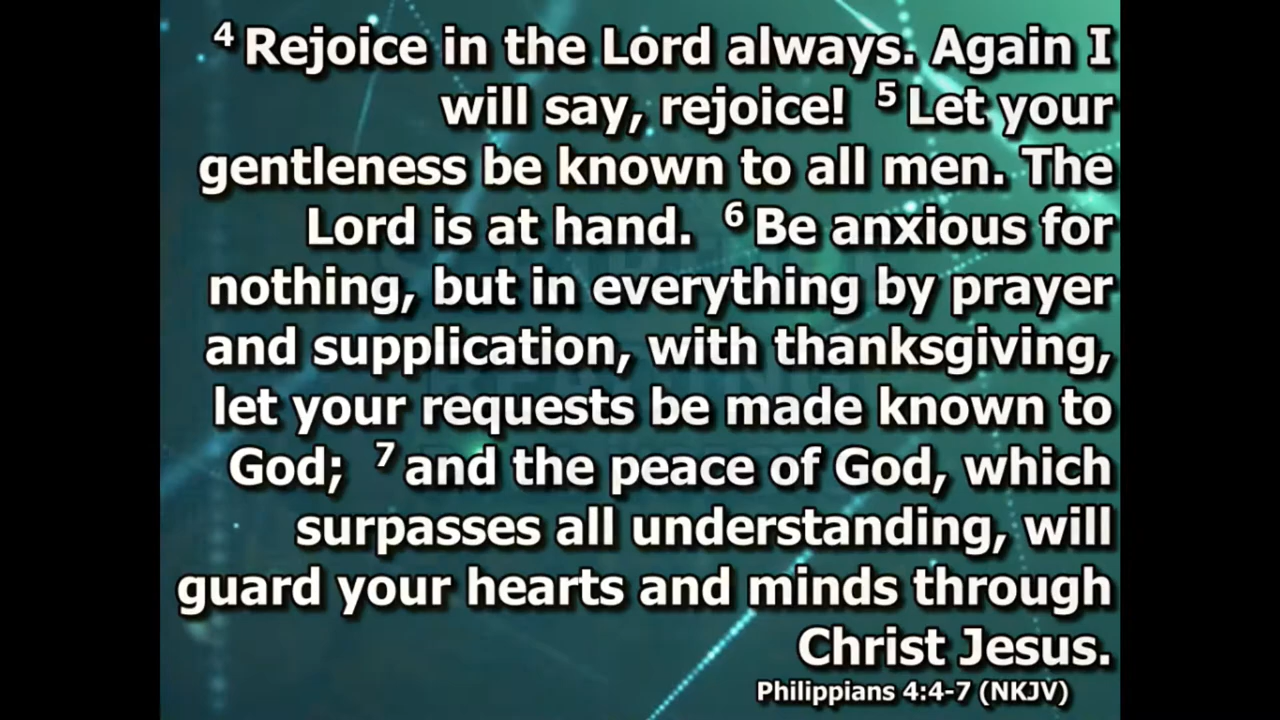 ⁴ Rejoice in the Lord always. Again I
will say, rejoice! ⁵ Let your
gentleness be known to all men. The
Lord is at hand. ⁶ Be anxious for
nothing, but in everything by prayer
and supplication, with thanksgiving,
let your requests be made known to
God; ⁷ and the peace of God, which
surpasses all understanding, will
guard your hearts and minds through
Christ Jesus.
Philippians 4:4-7 (NKJV)